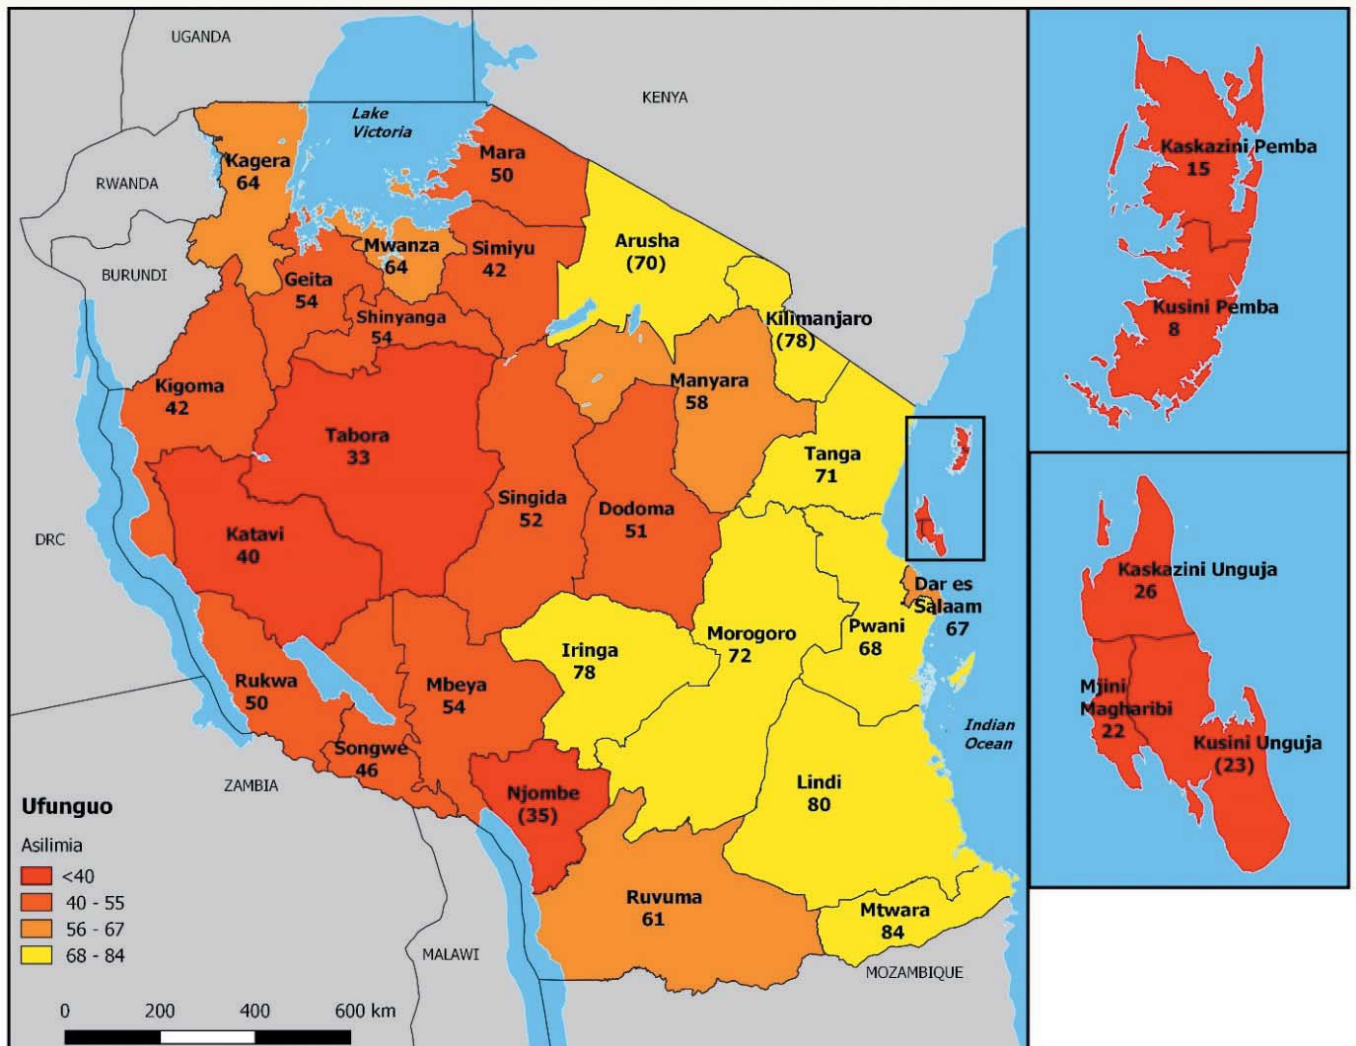 UGANDA
KENYA
Lake
Victoria
RWANDA
BURUNDI
Kagera
64
Mara
50
Mwanza
64
Simiyu
42
Geita
54
Shinyanga
54
Arusha
(70)
Kilimanjaro
(78)
Manyara
58
Kigoma
42
Tabora
33
Tanga
71
Singida
52
Dodoma
51
Katavi
40
DRC
Dar es
Salaam
67
Pwani
68
Morogoro
72
Iringa
78
Rukwa
50
Mbeya
54
Songwe
46
Indian
Ocean
ZAMBIA
Njombe
(35)
Lindi
80
Ruvuma
61
Mtwara
84
MALAWI
MOZAMBIQUE
Ufunguo
Asilimia
<40
40 - 55
56 - 67
68 - 84
0 200 400 600 km
Kaskazini Pemba
15
Kusini Pemba
8
Kaskazini Unguja
26
Mjini
Magharibi
22
Kusini Unguja
(23)